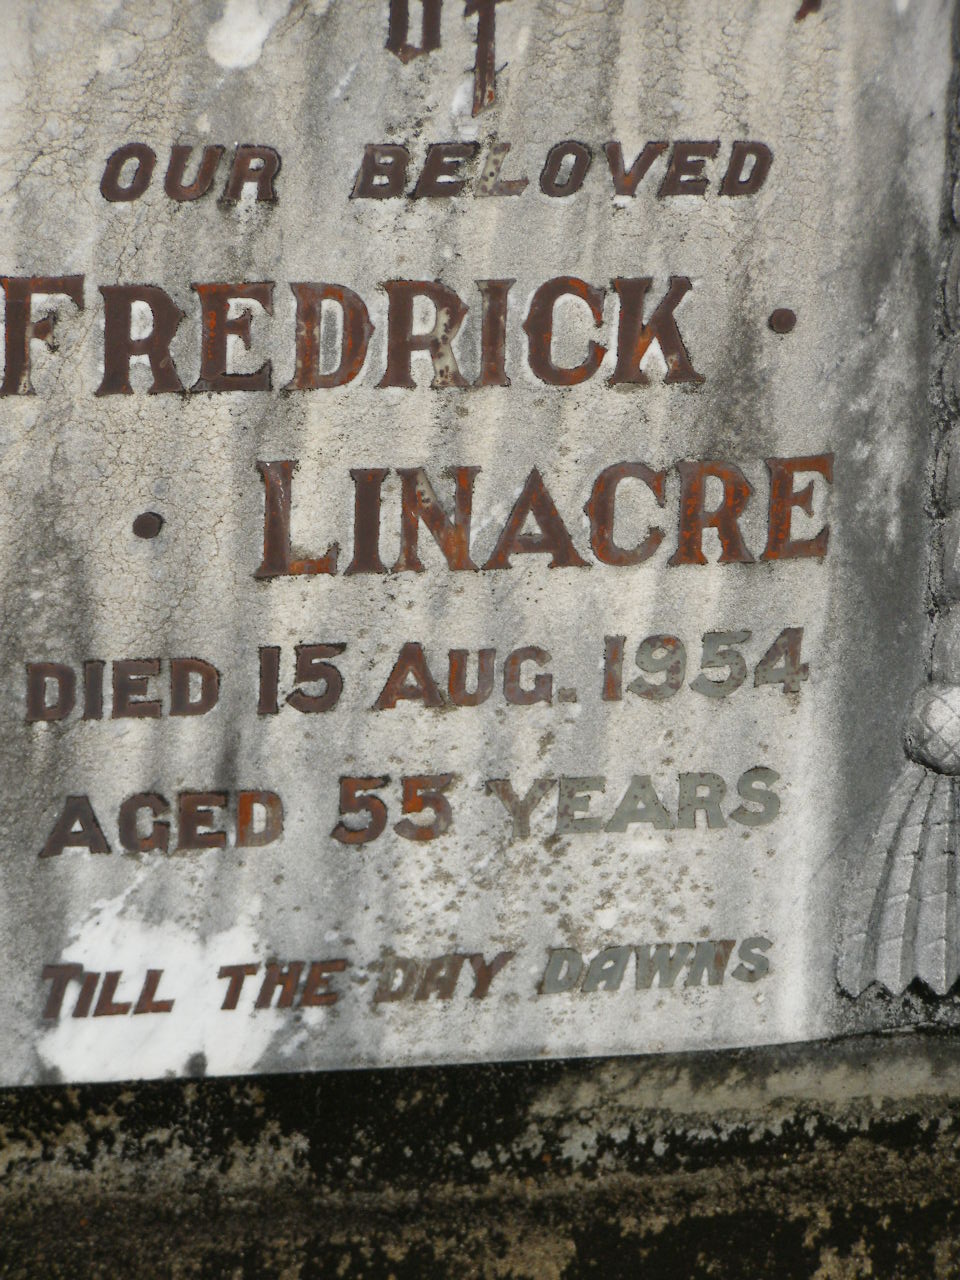 OUR BELOVED
FREDRICK •
• LINACRE
DIED 15 AUG. 1954
AGED 55 YEARS
TILL THE DAY DAWNS